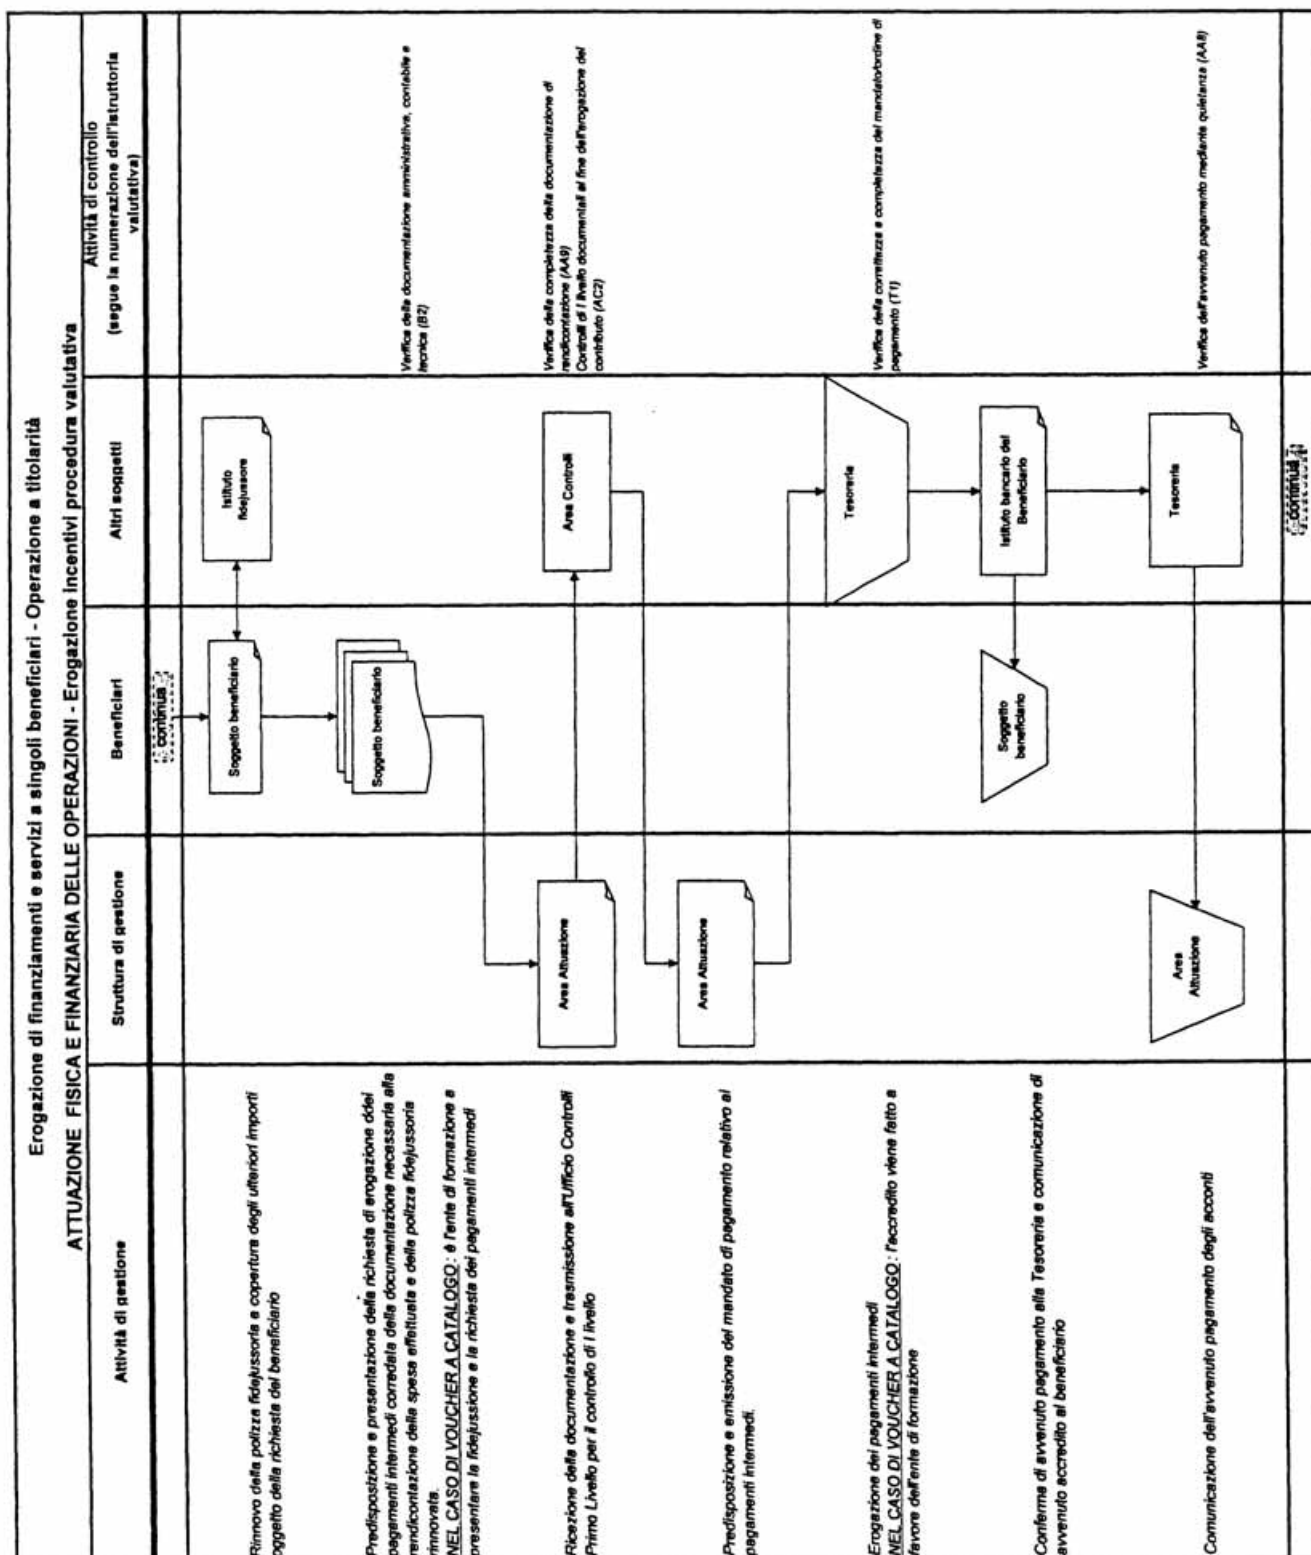 Erogazione di finanziamenti e servizi a singoli beneficiari - Operazione a titolarità
ATTUAZIONE FISICA E FINANZIARIA DELLE OPERAZIONI - Erogazione incentivi procedura valutativa
Attività di gestione
Struttura di gestione
Beneficiari
Altri soggetti
Attività di controllo
(segue la numerazione dell'istruttoria
valutativa)
continua
Rinnovo della polizza fidejussoria a copertura degli ulteriori importi
oggetto della richiesta del beneficiario
Soggetto beneficiario
Istituto
fidejussore
Predisposizione e presentazione della richiesta di erogazione ddei
pagamenti intermedi corredata della documentazione necessaria alla
rendicontazione della spesa effettuata e della polizza fidejussoria
rinnovata.
NEL CASO DI VOUCHER A CATALOGO : è l'ente di formazione a
presentare la fidejussione e la richiesta dei pagamenti intermedi
Soggetto beneficiario
Verifica della documentazione amministrativa, contabile e
tecnica (B2)
Ricezione della documentazione e trasmissione all'Ufficio Controlli
Primo Livello per il controllo di I livello
Area Attuazione
Area Controlli
Verifica della completezza della documentazione di
rendicontazione (AA9)
Controlli di I livello documentali al fine dell'erogazione del
contributo (AC2)
Predisposizione e emissione del mandato di pagamento relativo ai
pagamenti intermedi.
Area Attuazione
Erogazione dei pagamenti intermedi
NEL CASO DI VOUCHER A CATALOGO : l'accredito viene fatto a
favore dell'ente di formazione
Tesoreria
Verifica della correttezza e completezza del mandato/ordine di
pagamento (T1)
Conferma di avvenuto pagamento alla Tesoreria e comunicazione di
avvenuto accredito al beneficiario
Soggetto
beneficiario
Istituto bancario del
Beneficiario
Comunicazione dell'avvenuto pagamento degli acconti
Area
Attuazione
Tesoreria
Verifica dell'avvenuto pagamento mediante quietanza (AA8)
continua